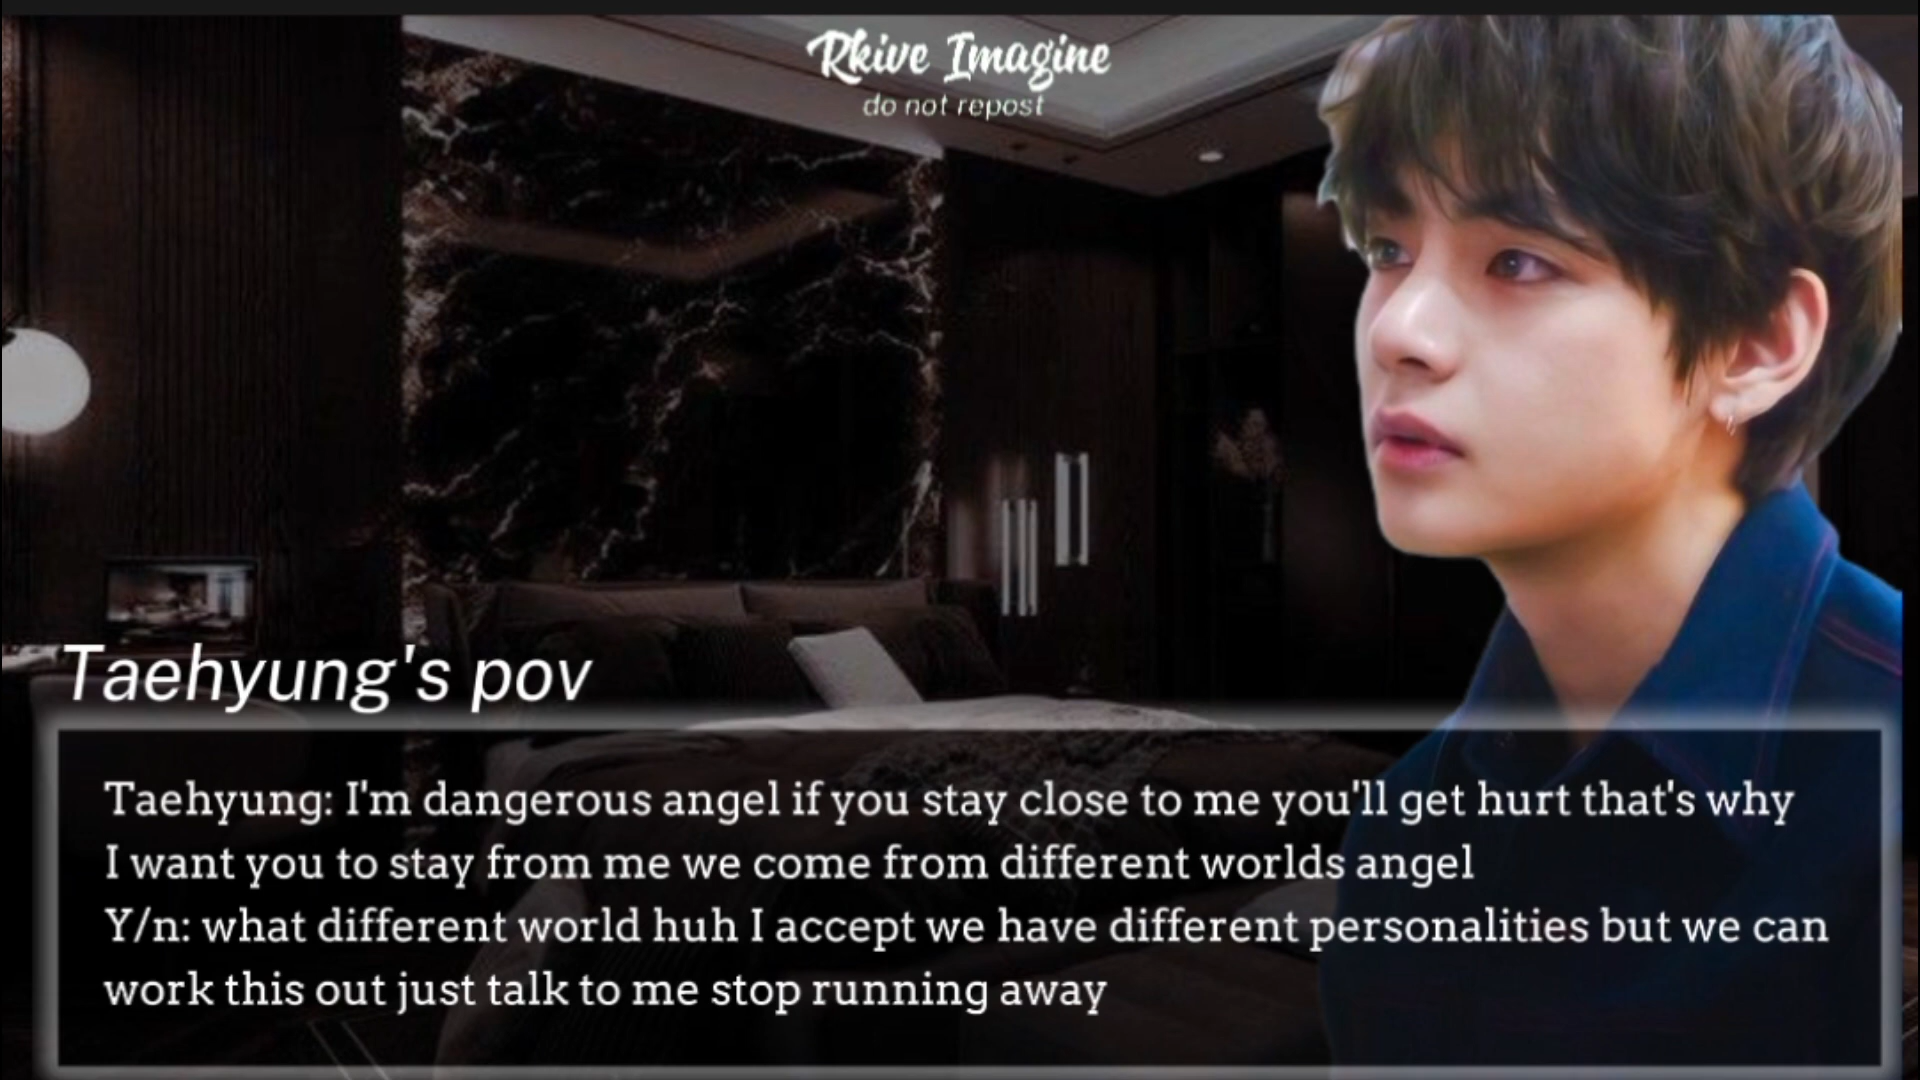 Rkive Imagine
do not repost
Taehyung's pov
Taehyung: I'm dangerous angel if you stay close to me you'll get hurt that's why
I want you to stay from me we come from different worlds angel
Y/n: what different world huh I accept we have different personalities but we can
work this out just talk to me stop running away